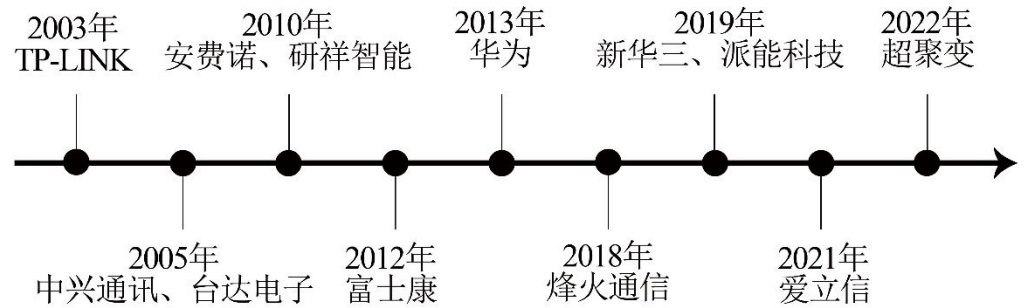 2003年
TP-LINK
2005年
中兴通讯、台达电子
2010年
安费诺、研祥智能
2012年
富士康
2013年
华为
2018年
烽火通信
2019年
新华三、派能科技
2021年
爱立信
2022年
超聚变